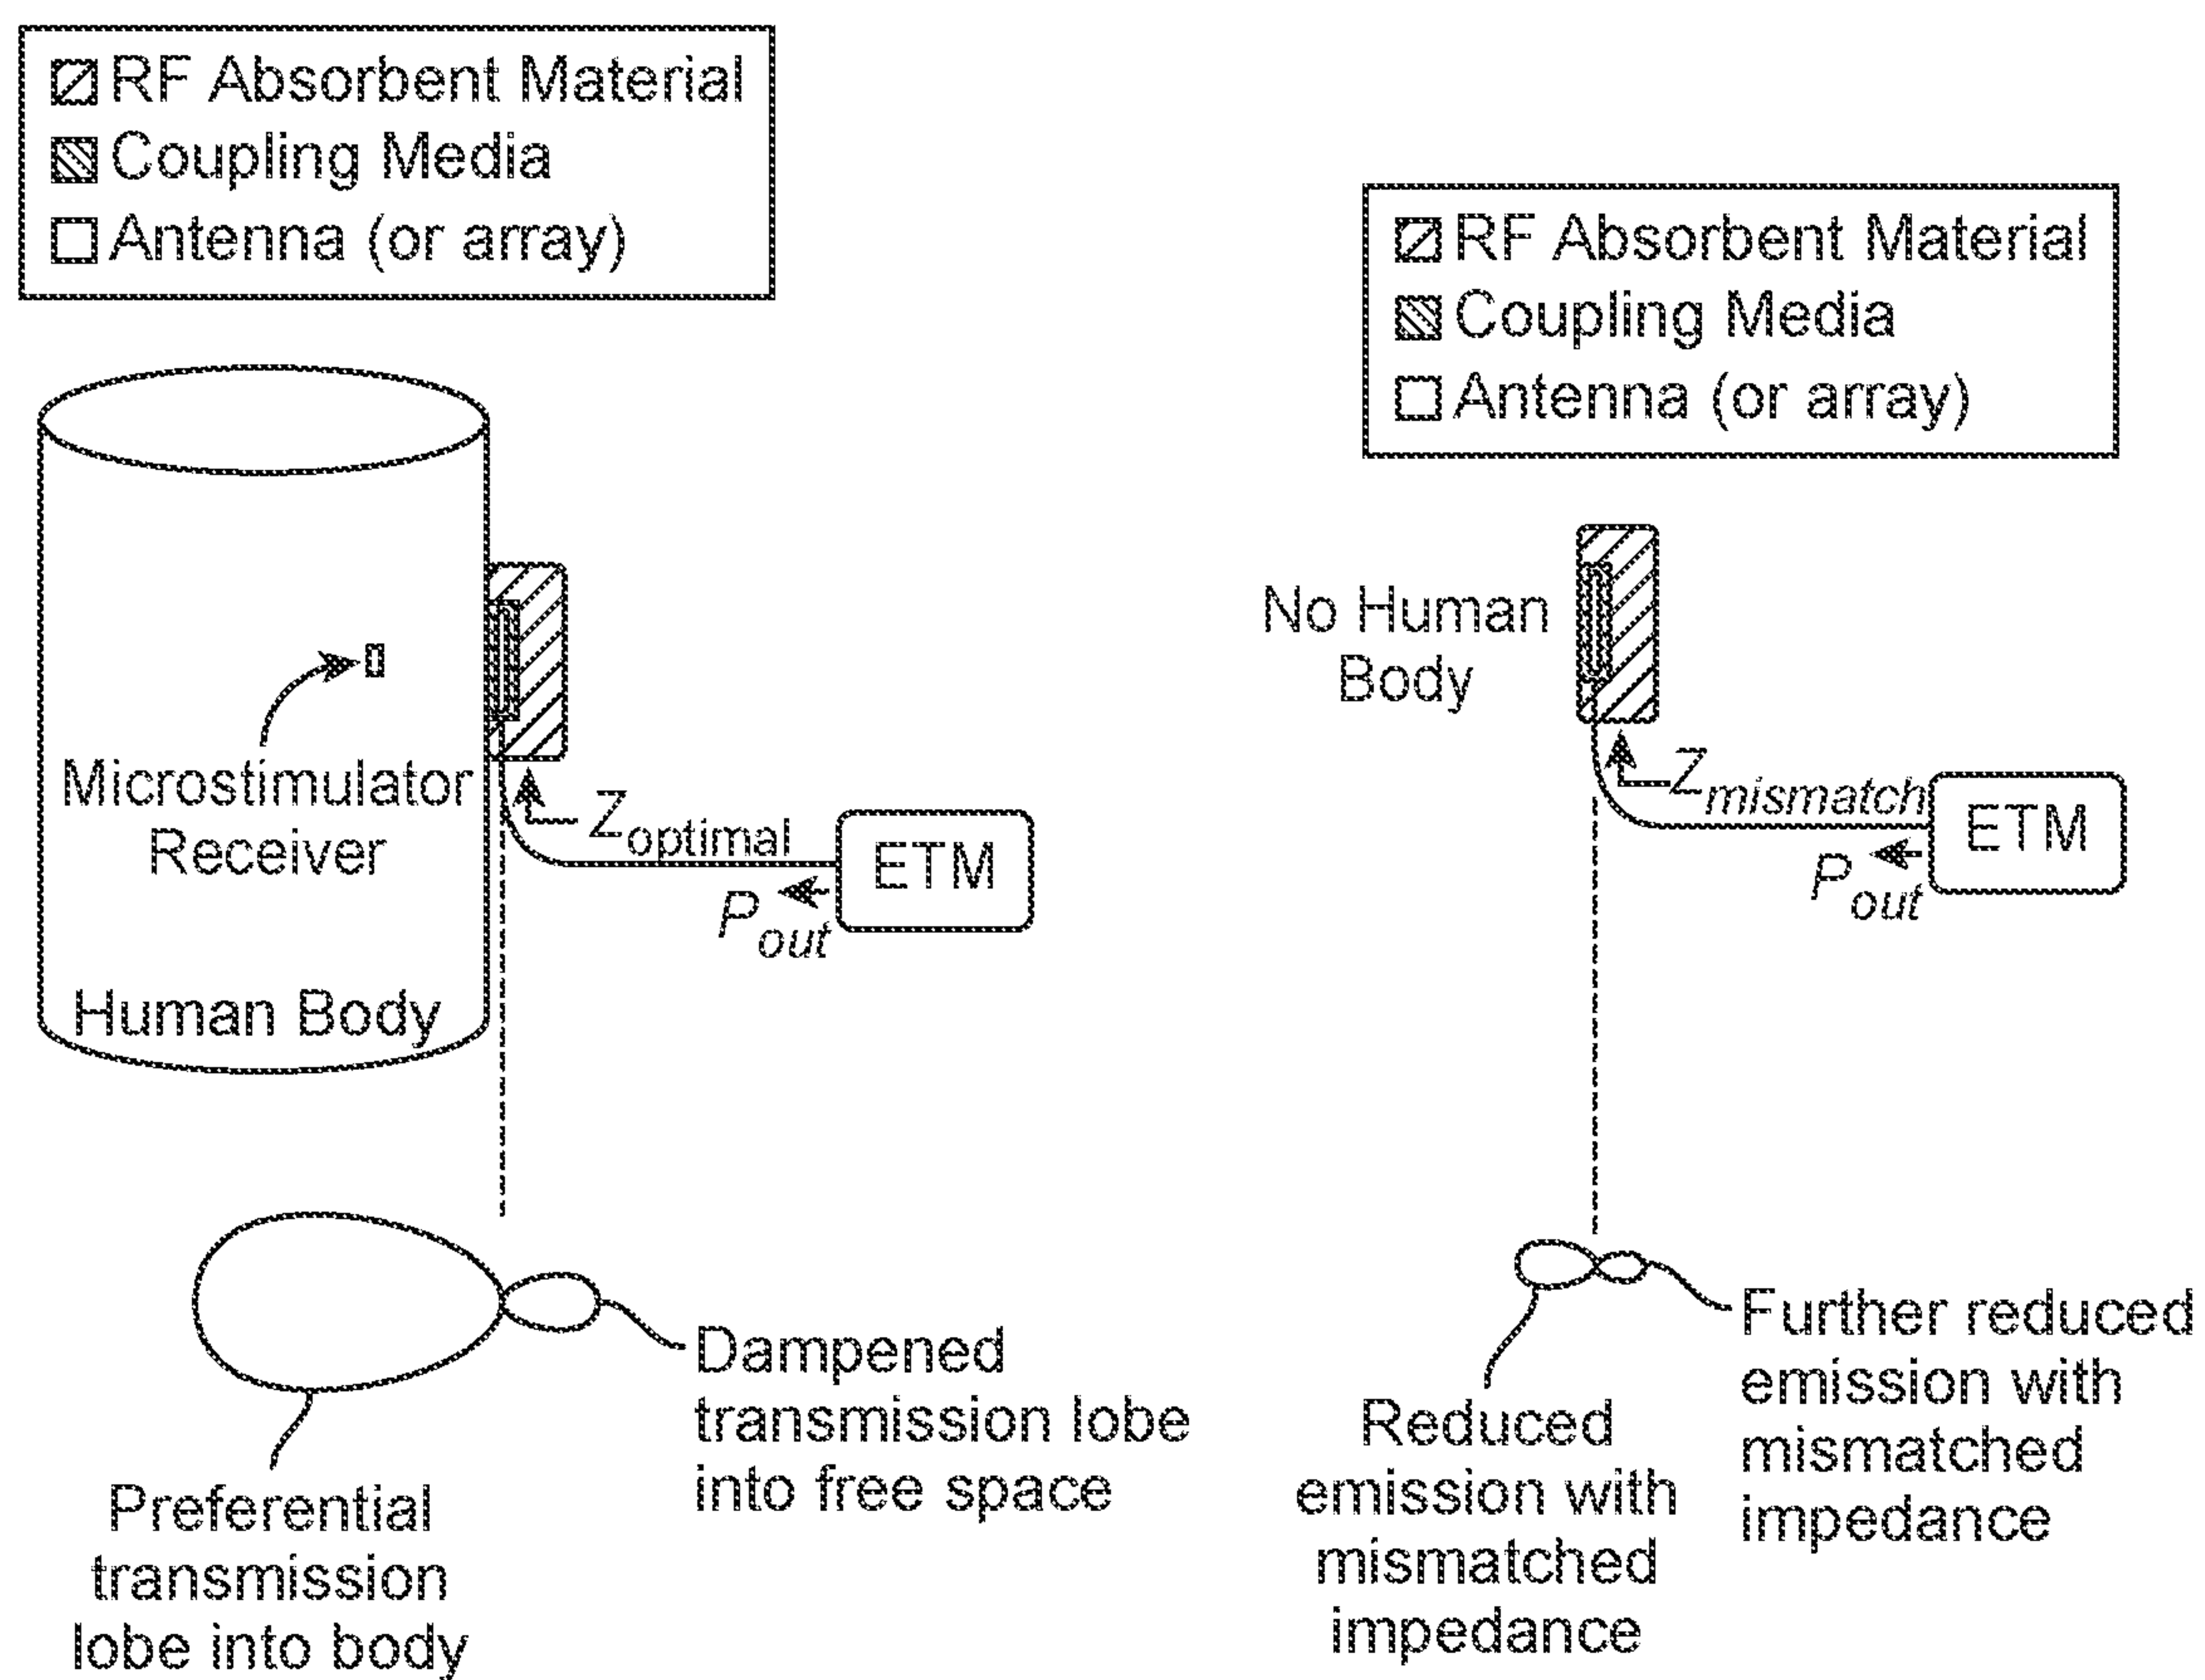 RF Absorbent Material
Coupling Media
Antenna (or array)
Microstimulator
Receiver
Human Body
Zoptimal
ETM
Pout
Preferential
transmission
lobe into body
Dampened
transmission lobe
into free space
RF Absorbent Material
Coupling Media
Antenna (or array)
No Human
Body
Zmismatch
ETM
Pout
Reduced
emission with
mismatched
impedance
Further reduced
emission with
mismatched
impedance